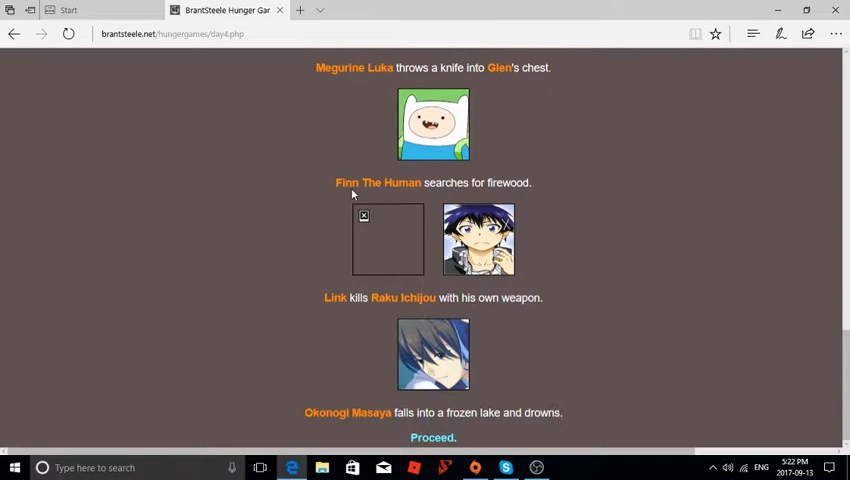 Start
BrantSteele Hunger Gar
brantsteele.net/hungergames/day4.php
Megurine Luka throws a knife into Glen's chest.
Finn The Human searches for firewood.
Link kills Raku Ichijou with his own weapon.
Okonogi Masaya falls into a frozen lake and drowns.
Proceed.
Type here to search
ENG
5:22 PM
2017-09-13